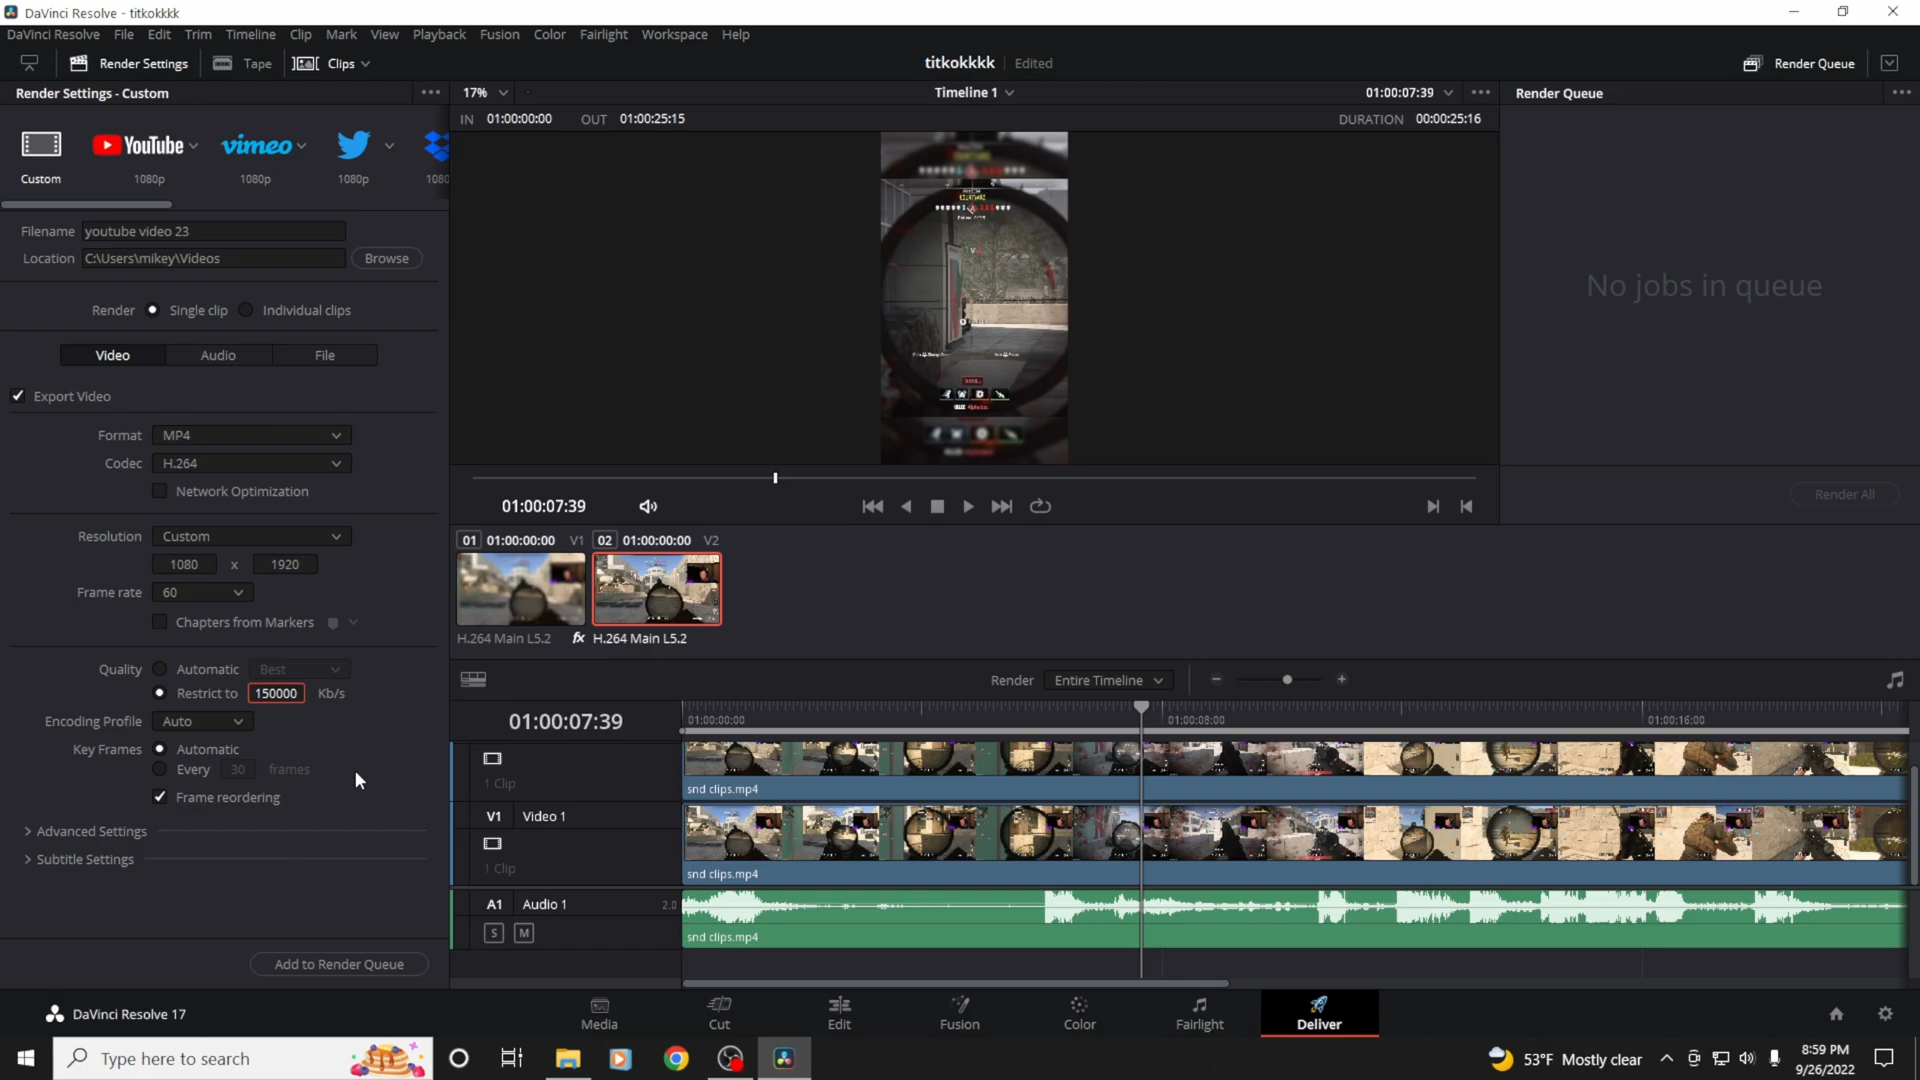 DaVinci Resolve - titkokkkk
DaVinci Resolve File Edit Trim Timeline Clip Mark View Playback Fusion Color Fairlight Workspace Help
Render Settings Tape Clips titkokkkk Edited Render Queue
Render Settings - Custom 17% Timeline 1 01:00:07:39 Render Queue
IN 01:00:00:00 OUT 01:00:25:15 DURATION 00:00:25:16
YouTube vimeo
Custom 1080p 1080p 1080p 108
Filename youtube video 23
Location C:\Users\mikey\Videos Browse
No jobs in queue
Render Single clip Individual clips
Video Audio File
Export Video
Format MP4
Codec H.264
Network Optimization
Render All
01:00:07:39
Resolution Custom
1080 x 1920
Frame rate 60
Chapters from Markers
01 01:00:00:00 V1 02 01:00:00:00 V2
H.264 Main L5.2 fx H.264 Main L5.2
Quality Automatic Best
Restrict to 150000 Kb/s
Encoding Profile Auto
Key Frames Automatic
Every 30 frames
Frame reordering
Advanced Settings
Subtitle Settings
Add to Render Queue
Render Entire Timeline
01:00:07:39 01:00:00:00 01:00:08:00 01:00:16:00
1 Clip snd clips.mp4
V1 Video 1
1 Clip snd clips.mp4
A1 Audio 1 2.0
S M snd clips.mp4
DaVinci Resolve 17 Media Cut Edit Fusion Color Fairlight Deliver
Type here to search 53°F Mostly clear 8:59 PM
9/26/2022